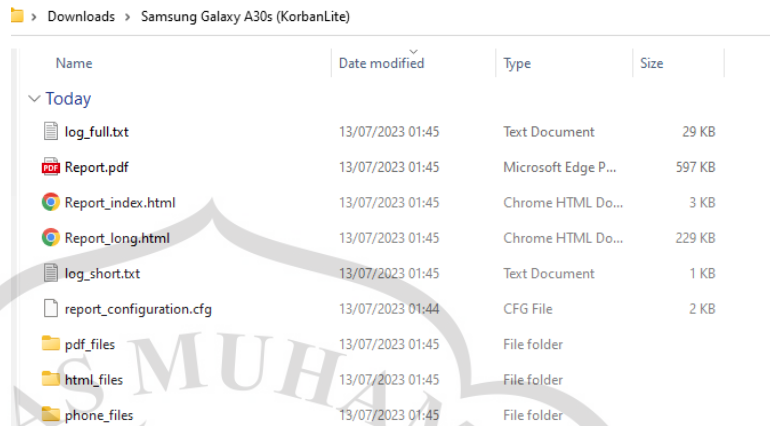 Downloads > Samsung Galaxy A30s (KorbanLite)
Name Date modified Type Size
Today
log_full.txt 13/07/2023 01:45 Text Document 29 KB
Report.pdf 13/07/2023 01:45 Microsoft Edge P... 597 KB
Report_index.html 13/07/2023 01:45 Chrome HTML Do... 3 KB
Report_long.html 13/07/2023 01:45 Chrome HTML Do... 229 KB
log_short.txt 13/07/2023 01:45 Text Document 1 KB
report_configuration.cfg 13/07/2023 01:44 CFG File 2 KB
pdf_files 13/07/2023 01:45 File folder
html_files 13/07/2023 01:45 File folder
phone_files 13/07/2023 01:45 File folder
AS MUHAM